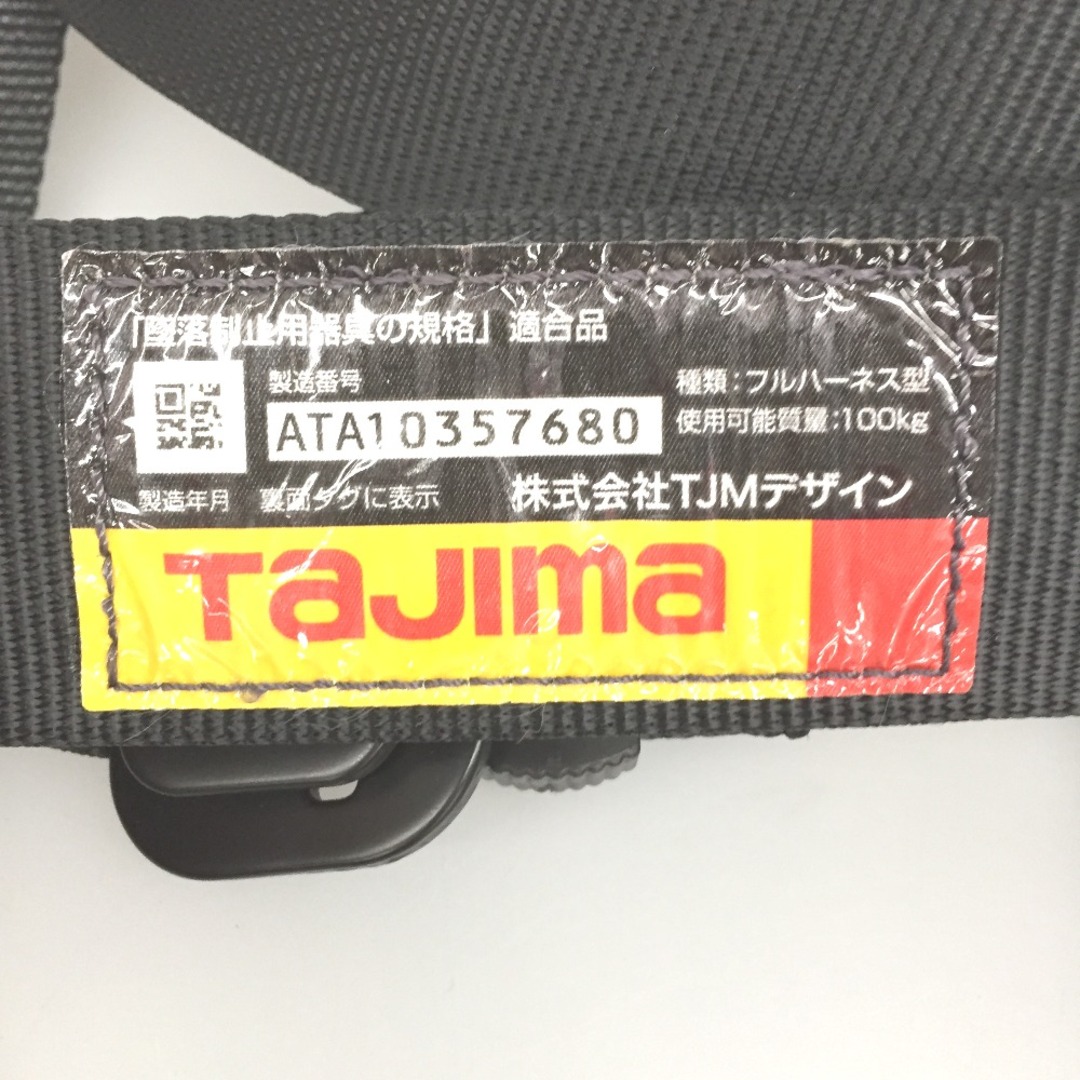 「墜落制止用器具の規格」適合品
製造番号
ATA10357680
種類：フルハーネス型
使用可能質量：100kg
製造年月 裏面タグに表示
株式会社TJMデザイン
TaJIma